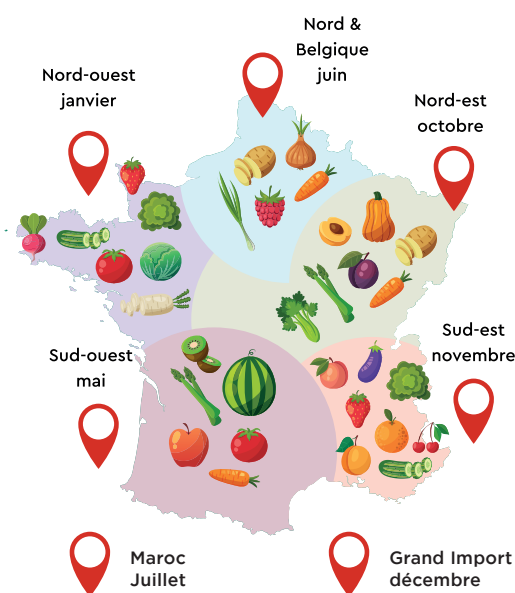 Nord &
Belgique
juin
Nord-ouest
janvier
Nord-est
octobre
Sud-est
novembre
Sud-ouest
mai
Maroc
Juillet
Grand Import
décembre